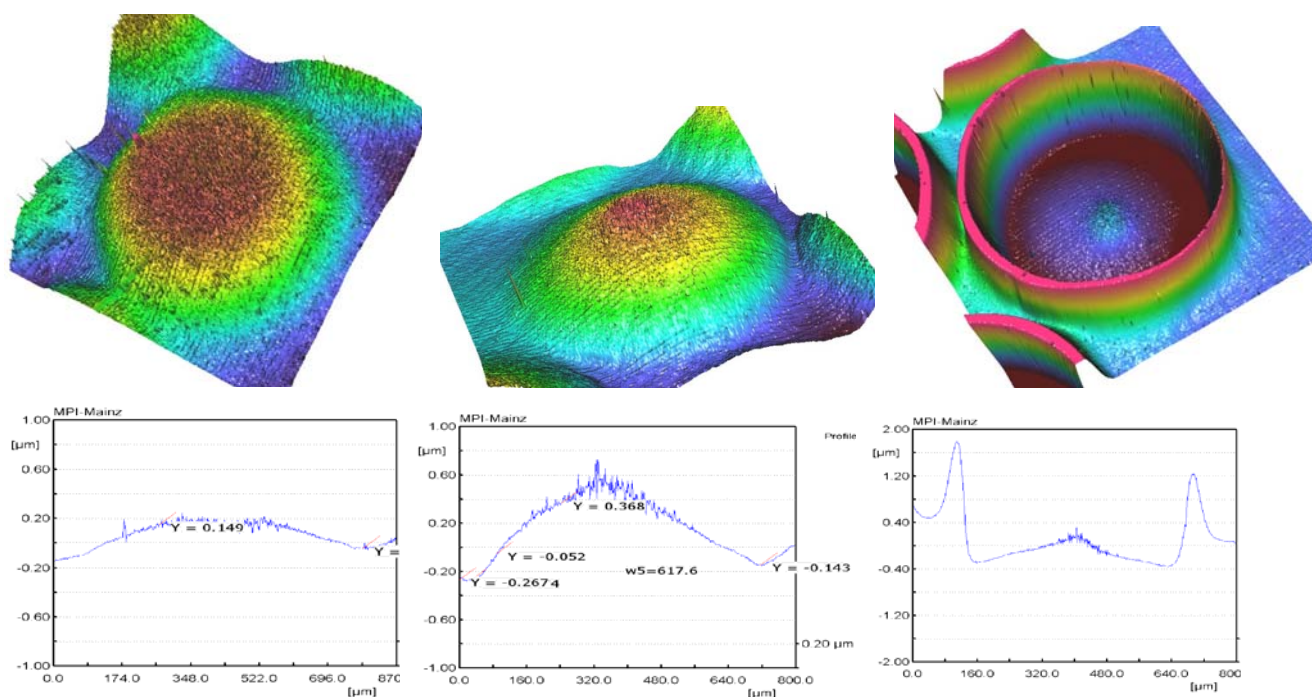 MPI-Mainz
1.00
[µm]
0.60
0.20
-0.20
-0.60
-1.00
Y = 0.149
Y =
0.0
174.0
348.0
522.0
696.0
870
[µm]
MPI-Mainz
1.00
[µm]
0.60
0.20
-0.20
-0.60
-1.00
Profile
Y = 0.368
Y = -0.052
w5=617.6
Y = -0.143
Y = -0.2674
0.20 µm
0.0
160.0
320.0
480.0
640.0
800.0
[µm]
MPI-Mainz
2.00
[µm]
1.20
0.40
-0.40
-1.20
-2.00
0.0
160.0
320.0
480.0
640.0
800.0
[µm]